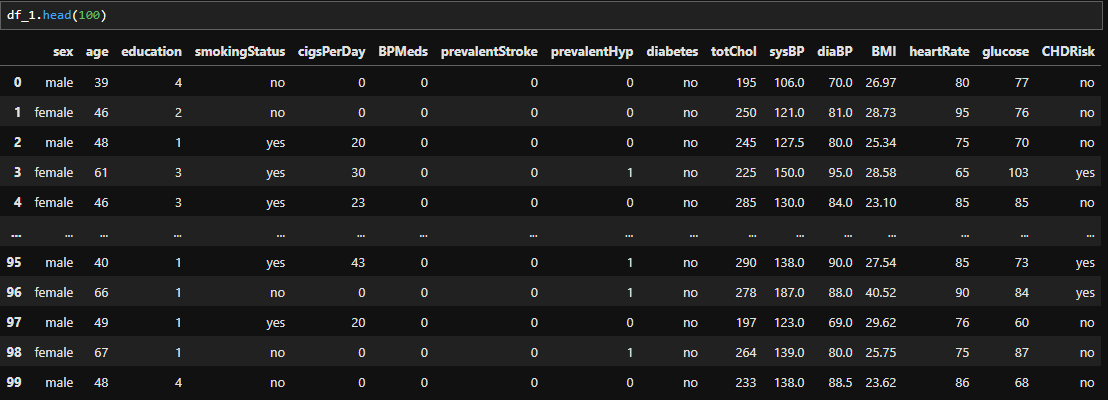 df_1.head(100)
sex age education smokingStatus cigsPerDay BPMeds prevalentStroke prevalentHyp diabetes totChol sysBP diaBP BMI heartRate glucose CHDRisk
0 male 39 4 no 0 0 0 0 no 195 106.0 70.0 26.97 80 77 no
1 female 46 2 no 0 0 0 0 no 250 121.0 81.0 28.73 95 76 no
2 male 48 1 yes 20 0 0 0 no 245 127.5 80.0 25.34 75 70 no
3 female 61 3 yes 30 0 0 1 no 225 150.0 95.0 28.58 65 103 yes
4 female 46 3 yes 23 0 0 0 no 285 130.0 84.0 23.10 85 85 no
... ... ... ... ... ... ... ... ... ... ... ... ... ... ... ... ...
95 male 40 1 yes 43 0 0 1 no 290 138.0 90.0 27.54 85 73 yes
96 female 66 1 no 0 0 0 1 no 278 187.0 88.0 40.52 90 84 yes
97 male 49 1 yes 20 0 0 0 no 197 123.0 69.0 29.62 76 60 no
98 female 67 1 no 0 0 0 1 no 264 139.0 80.0 25.75 75 87 no
99 male 48 4 no 0 0 0 0 no 233 138.0 88.5 23.62 86 68 no